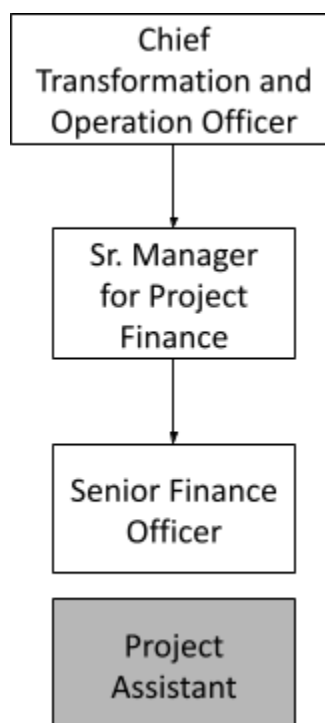 Chief
Transformation and
Operation Officer
Sr. Manager
for Project
Finance
Senior Finance
Officer
Project
Assistant